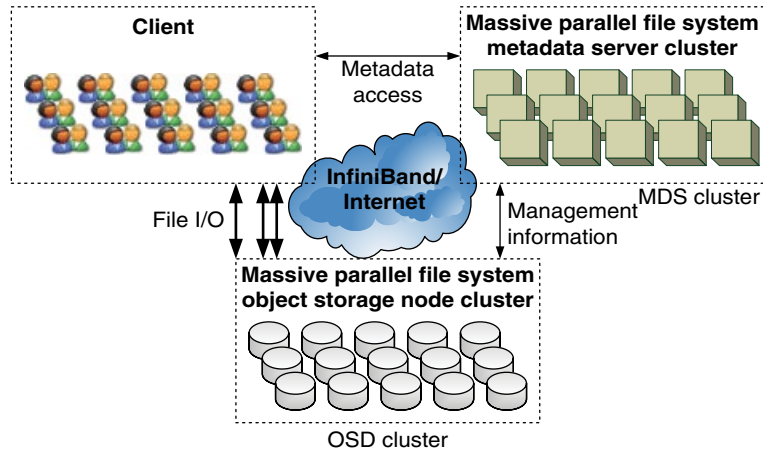 Client
Massive parallel file system
metadata server cluster
Metadata
access
InfiniBand/
Internet
MDS cluster
File I/O
Management
information
Massive parallel file system
object storage node cluster
OSD cluster